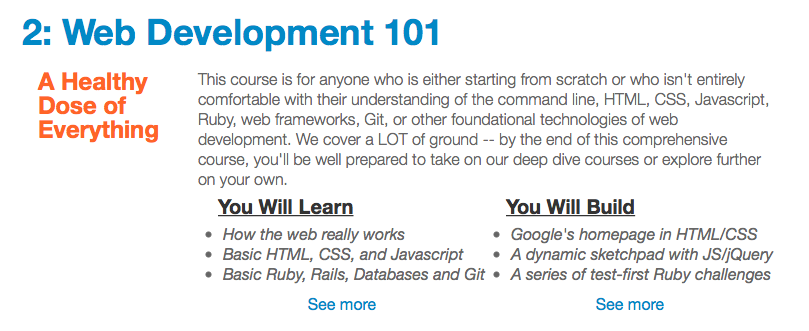 2: Web Development 101
A Healthy
Dose of
Everything
This course is for anyone who is either starting from scratch or who isn't entirely
comfortable with their understanding of the command line, HTML, CSS, Javascript,
Ruby, web frameworks, Git, or other foundational technologies of web
development. We cover a LOT of ground -- by the end of this comprehensive
course, you'll be well prepared to take on our deep dive courses or explore further
on your own.
You Will Learn
• How the web really works
• Basic HTML, CSS, and Javascript
• Basic Ruby, Rails, Databases and Git
See more
You Will Build
• Google's homepage in HTML/CSS
• A dynamic sketchpad with JS/jQuery
• A series of test-first Ruby challenges
See more